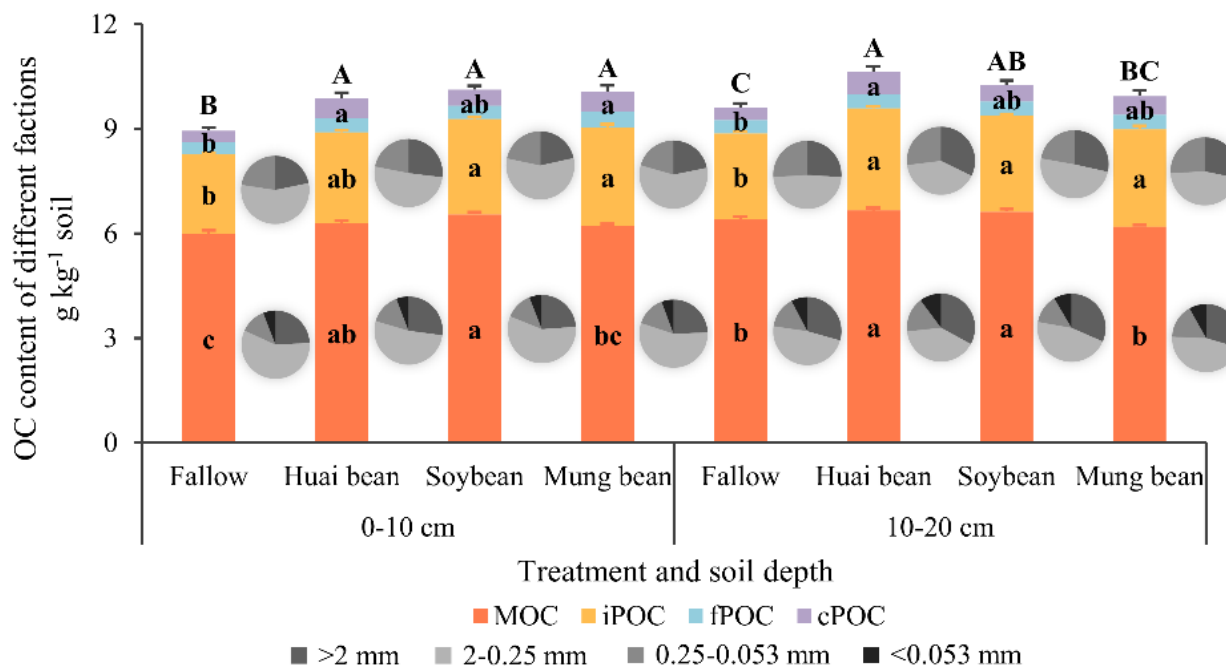 OC content of different factions
g kg-1 soil
12
9
6
3
0
B
A
A
A
C
A
AB
BC
b
a
ab
a
b
a
ab
ab
b
ab
a
a
b
a
a
a
c
ab
a
bc
b
a
a
b
Fallow Huai bean Soybean Mung bean Fallow Huai bean Soybean Mung bean
0-10 cm 10-20 cm
Treatment and soil depth
MOC iPOC fPOC cPOC
>2 mm 2-0.25 mm 0.25-0.053 mm <0.053 mm